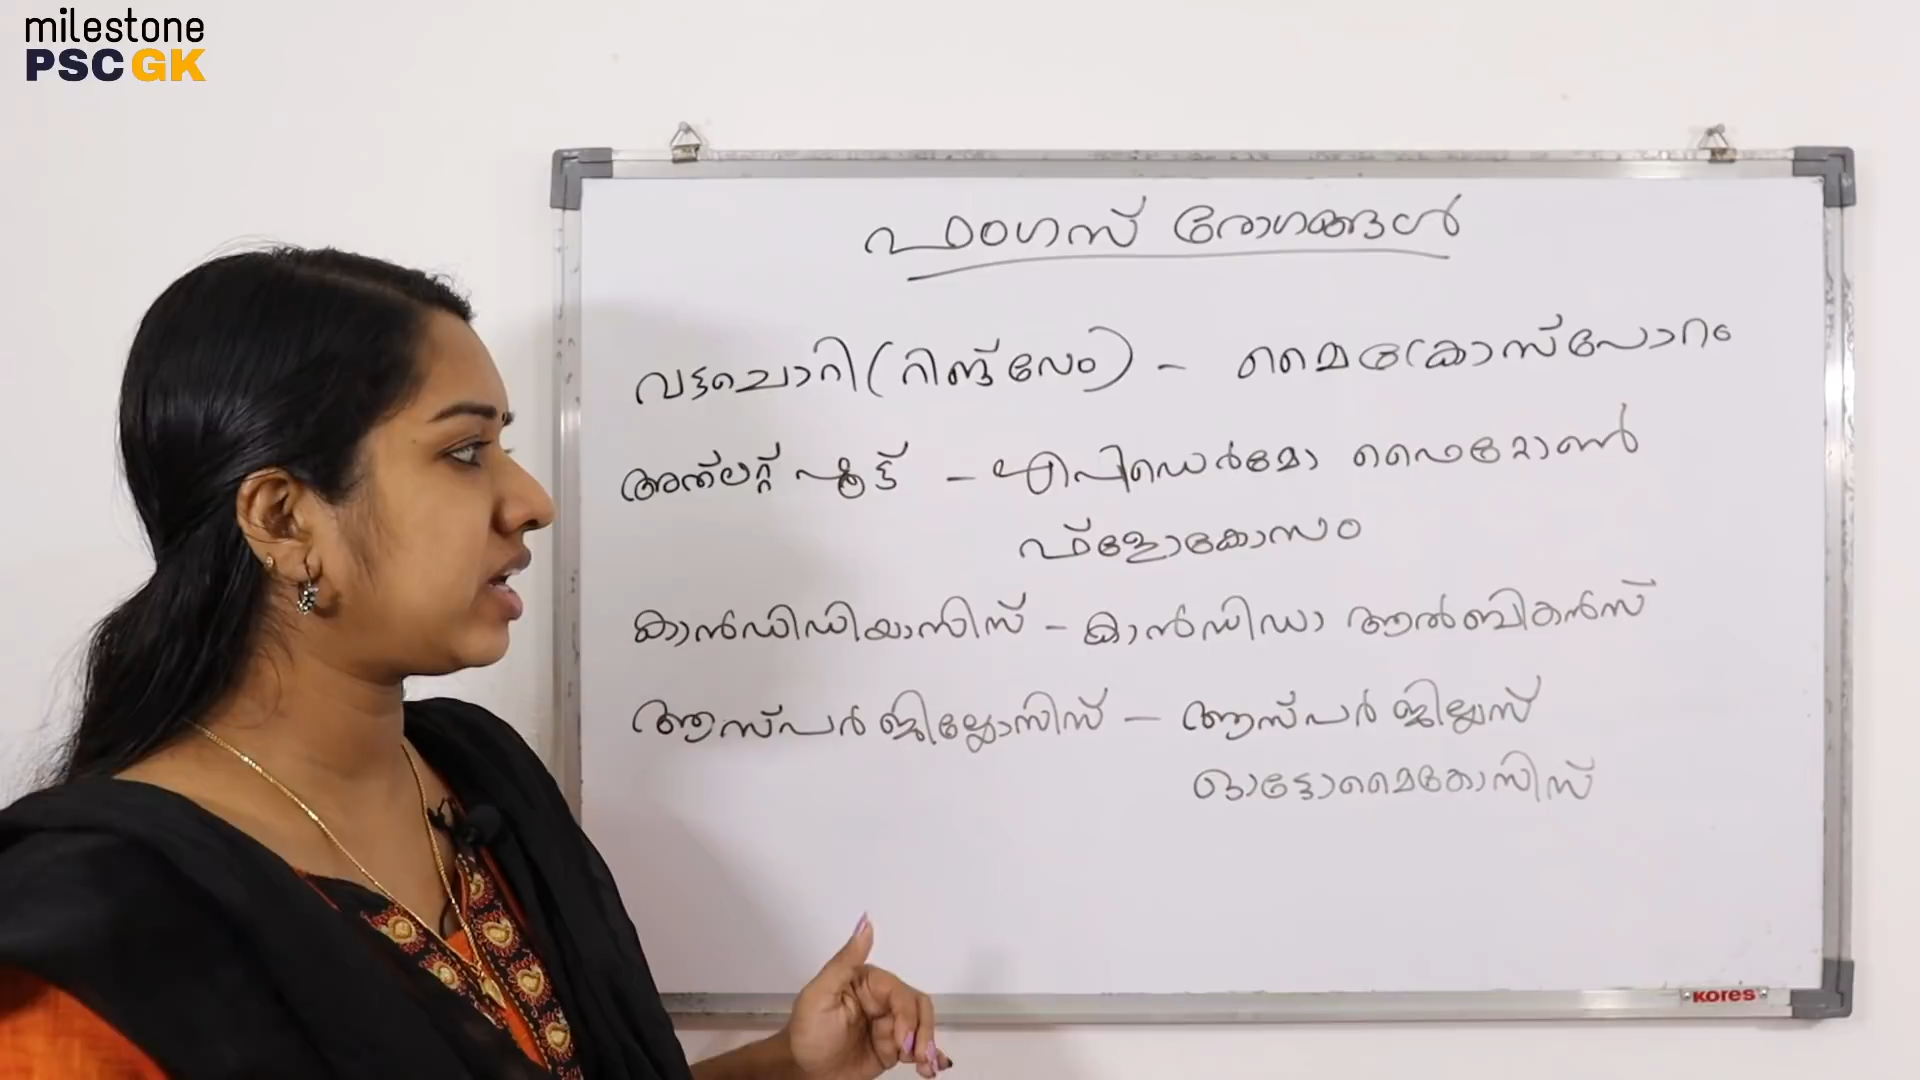 milestone
PSC GK
ഫംഗസ് രോഗങ്ങൾ
വട്ടചൊറി (റിങ്ങ് വേം) - മൈക്രോസ്പോറം
അത്‌ലറ്റ് ഫൂട്ട് - എപിഡെർമോ ഫൈറ്റോൺ
ഫ്ളോകോസം
കാൻഡിഡിയാസിസ് - കാൻഡിഡാ ആൽബികൻസ്
ആസ്പർജില്ലോസിസ് - ആസ്പർജില്ലസ്
ഓട്ടോമൈകോസിസ്
KORES